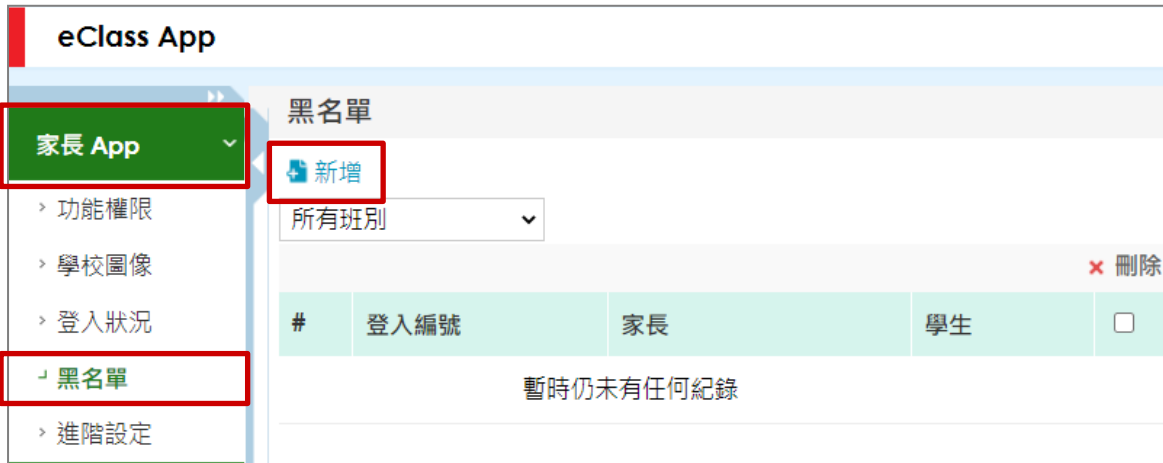 eClass App
家長 App
功能權限
學校圖像
登入狀況
黑名單
進階設定
黑名單
新增
所有班別
刪除
# 登入編號 家長 學生
暫時仍未有任何紀錄